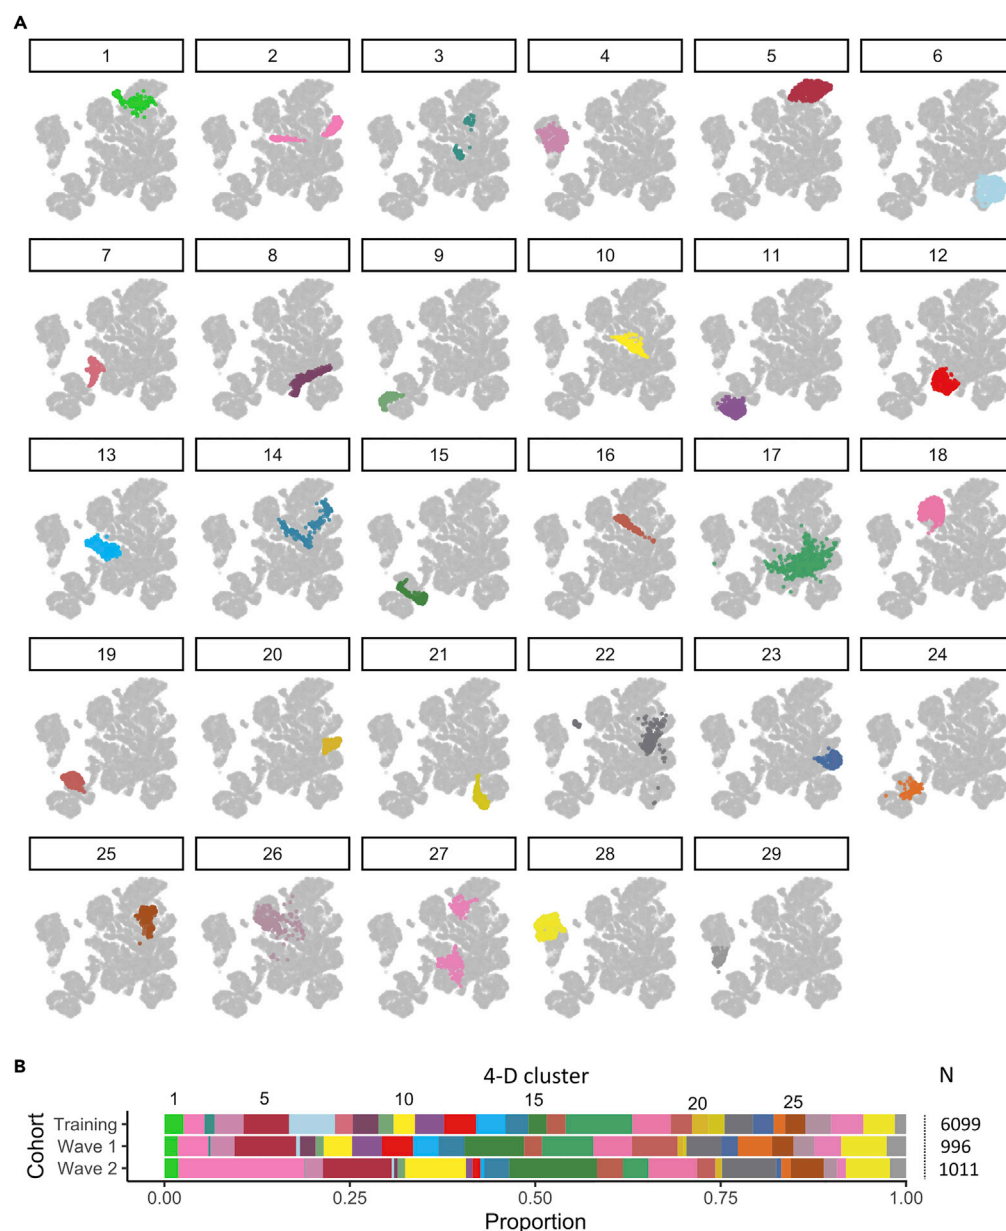 A
1 2 3 4 5 6
7 8 9 10 11 12
13 14 15 16 17 18
19 20 21 22 23 24
25 26 27 28 29
B
4-D cluster
N
1 5 10 15 20 25
Cohort
Training 6099
Wave 1 996
Wave 2 1011
0.00 0.25 0.50 0.75 1.00
Proportion